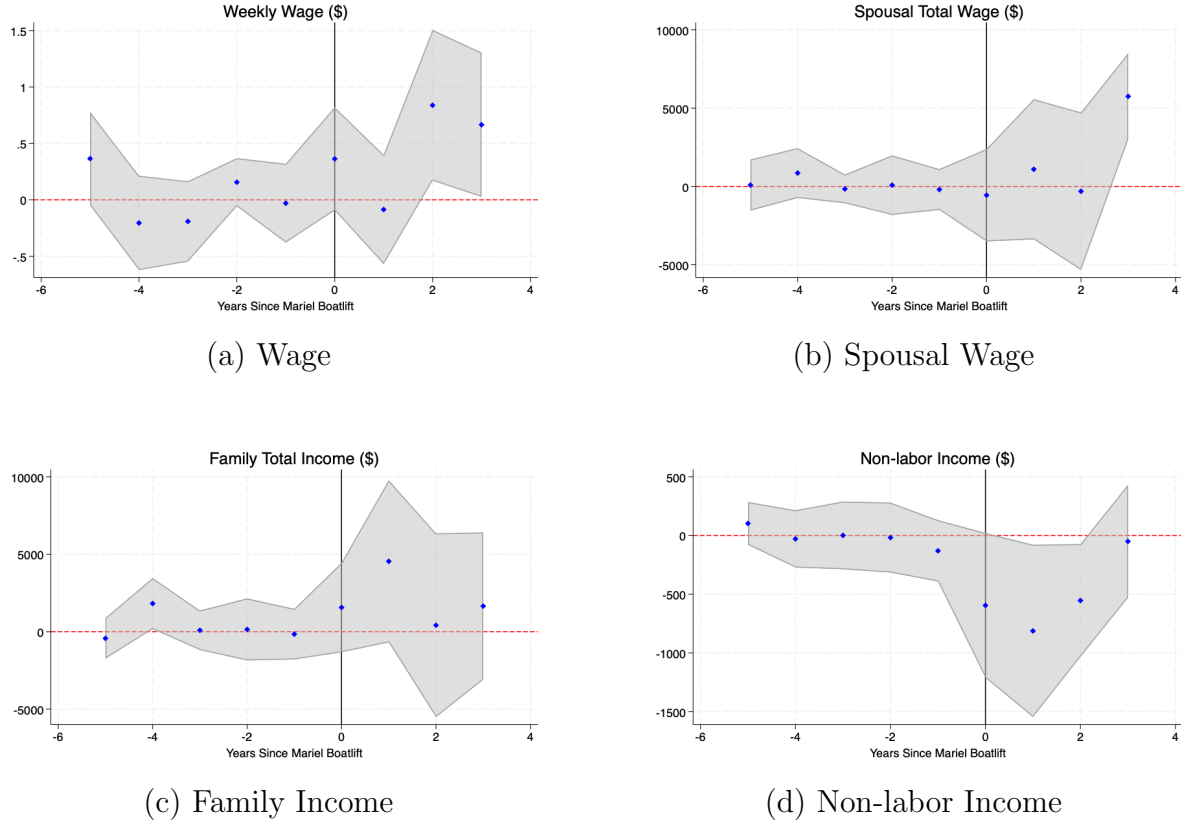 Weekly Wage ($)
1.5
1
.5
0
-.5
-6 -4 -2 0 2 4
Years Since Mariel Boatlift
(a) Wage
Spousal Total Wage ($)
10000
5000
0
-5000
-6 -4 -2 0 2 4
Years Since Mariel Boatlift
(b) Spousal Wage
Family Total Income ($)
10000
5000
0
-5000
-6 -4 -2 0 2 4
Years Since Mariel Boatlift
(c) Family Income
Non-labor Income ($)
500
0
-500
-1000
-1500
-6 -4 -2 0 2 4
Years Since Mariel Boatlift
(d) Non-labor Income